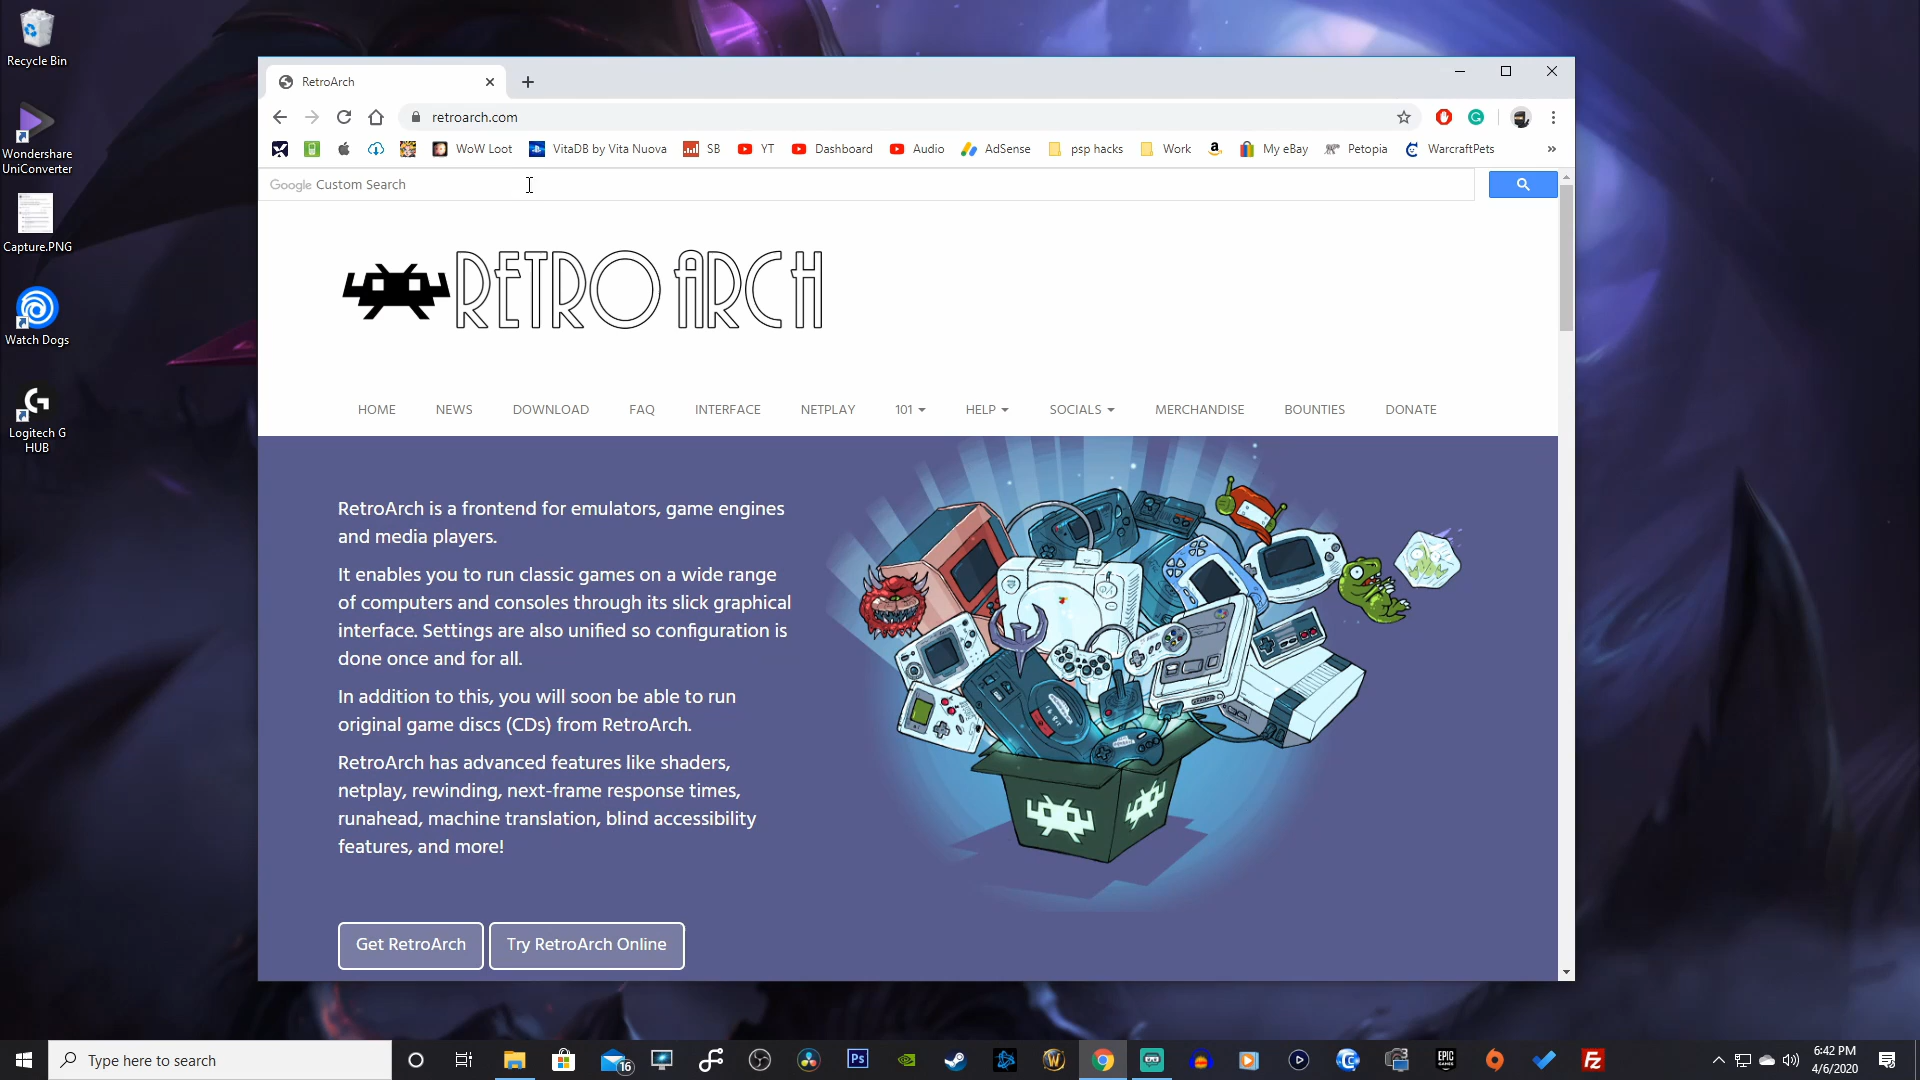 Recycle Bin
Wondershare
UniConverter
Capture.PNG
Watch Dogs
Logitech G
HUB
RetroArch
retroarch.com
WoW Loot
VitaDB by Vita Nuova
SB
YT
Dashboard
Audio
AdSense
psp hacks
Work
My eBay
Petopia
WarcraftPets
»
Google Custom Search
RETROARCH
HOME
NEWS
DOWNLOAD
FAQ
INTERFACE
NETPLAY
101
HELP
SOCIALS
MERCHANDISE
BOUNTIES
DONATE
RetroArch is a frontend for emulators, game engines
and media players.
It enables you to run classic games on a wide range
of computers and consoles through its slick graphical
interface. Settings are also unified so configuration is
done once and for all.
In addition to this, you will soon be able to run
original game discs (CDs) from RetroArch.
RetroArch has advanced features like shaders,
netplay, rewinding, next-frame response times,
runahead, machine translation, blind accessibility
features, and more!
Get RetroArch
Try RetroArch Online
Type here to search
16
Ps
EPIC
GAMES
Fz
6:42 PM
4/6/2020